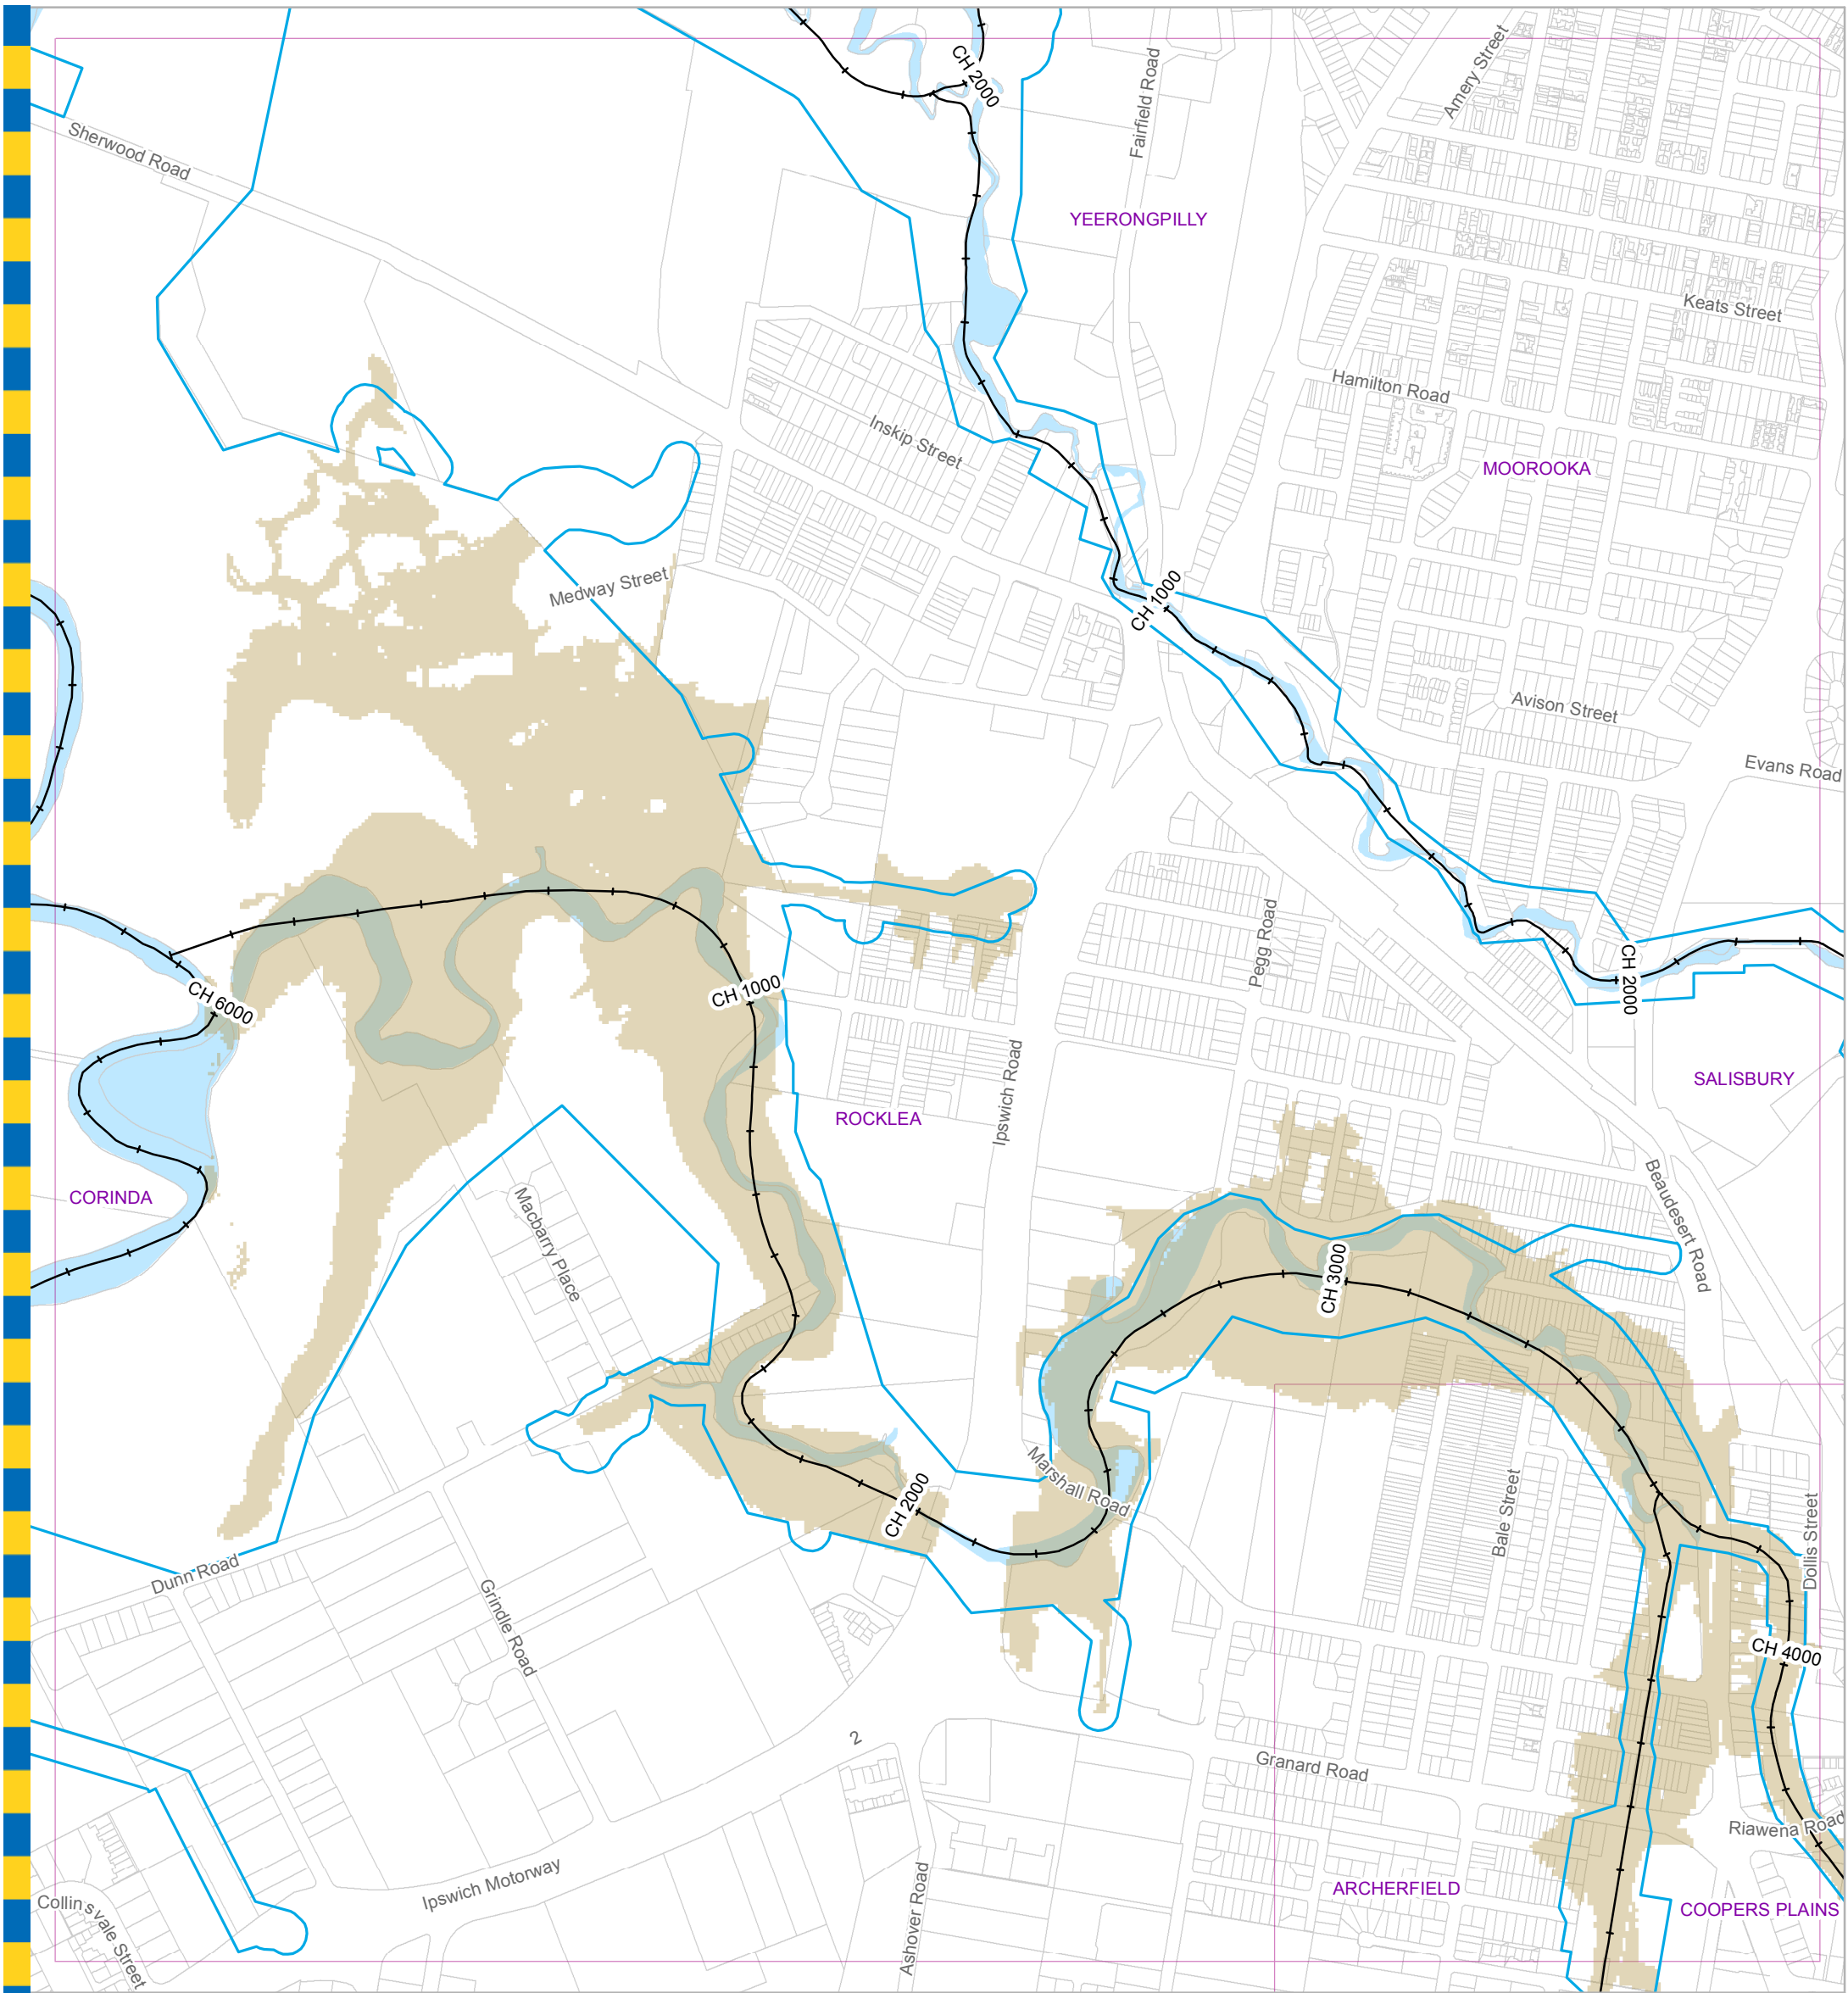 CH 2000
Fairfield Road
Amery Street
Sherwood Road
YEERONGPILLY
Keats Street
Hamilton Road
Inskip Street
MOOROOKA
Medway Street
CH 1000
Avison Street
Evans Road
Pegg Road
CH 2000
CH 6000
CH 1000
Ipswich Road
SALISBURY
ROCKLEA
CORINDA
Macbarry Place
Beaudesert Road
CH 3000
Marshall Road
CH 2000
Bale Street
Dollis Street
Dunn Road
Grindle Road
CH 4000
2
Granard Road
Riawena Road
Ipswich Motorway
ARCHERFIELD
COOPERS PLAINS
Ashover Road
Collinsvale Street